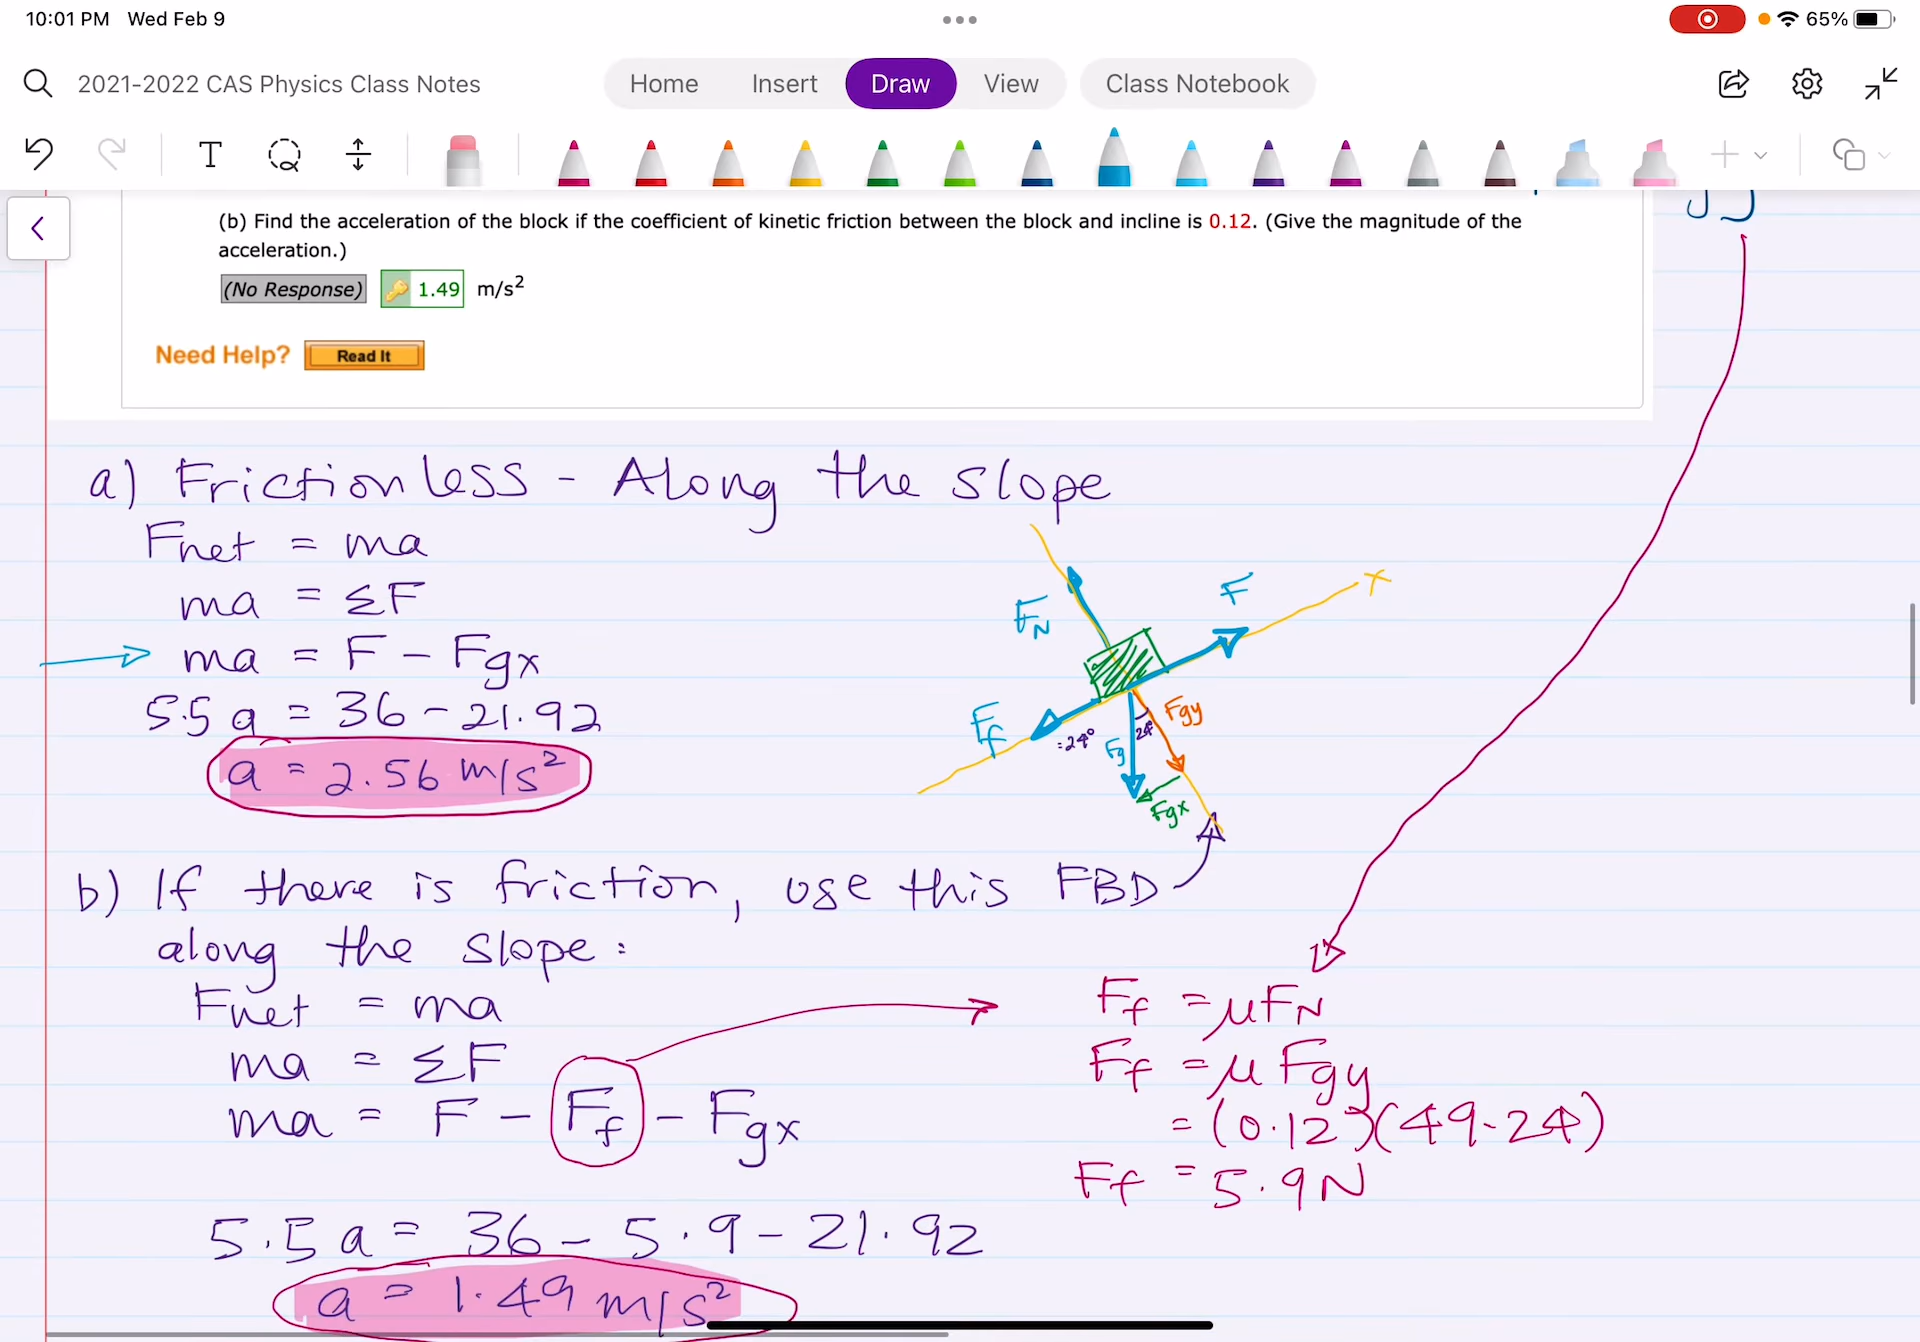 10:01 PM Wed Feb 9
65%
2021-2022 CAS Physics Class Notes
Home Insert Draw View Class Notebook
T
(b) Find the acceleration of the block if the coefficient of kinetic friction between the block and incline is 0.12. (Give the magnitude of the
acceleration.)
(No Response) 1.49 m/s²
Need Help? Read It
a) Frictionless - Along the slope
Fnet = ma
ma = ΣF
ma = F - Fgx
5.5 a = 36 - 21.92
a = 2.56 m/s²
FN
F
x
Ff
Fgy
=24°
Fg
24°
Fgx
b) If there is friction, use this FBD
along the slope:
Fnet = ma
ma = ΣF
ma = F - Ff - Fgx
5.5 a = 36 - 5.9 - 21.92
a = 1.49 m/s²
Ff = μFN
Ff = μ Fgy
= (0.12)(49.24)
Ff = 5.9N